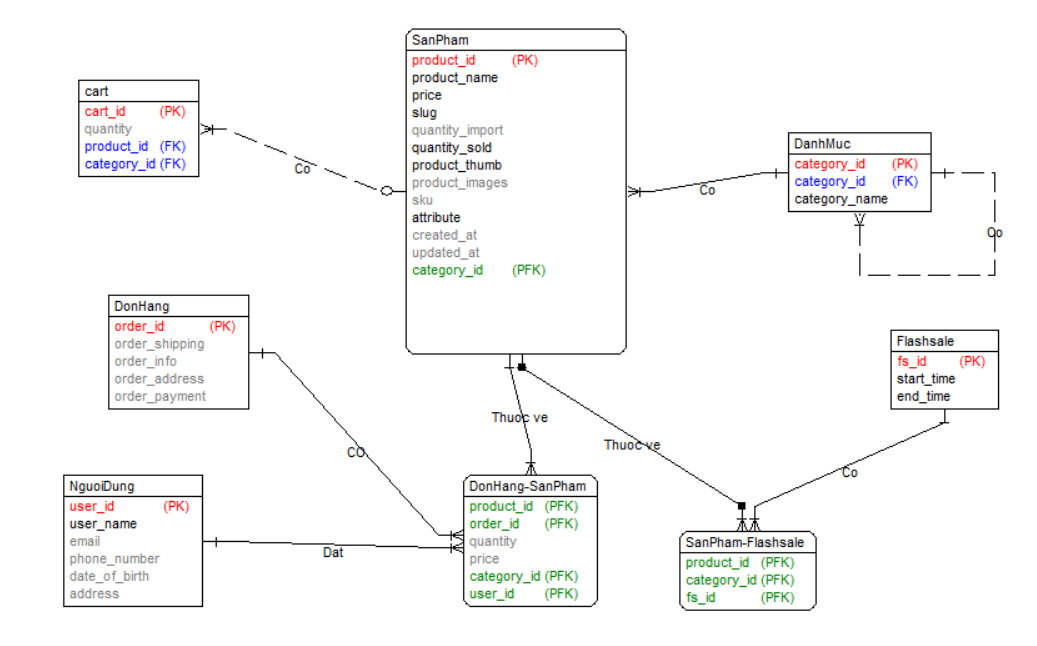 SanPham
product_id (PK)
product_name
price
slug
quantity_import
quantity_sold
product_thumb
product_images
sku
attribute
created_at
updated_at
category_id (PFK)
cart
cart_id (PK)
quantity
product_id (FK)
category_id (FK)
Co
DanhMuc
category_id (PK)
category_id (FK)
category_name
Co
Co
DonHang
order_id (PK)
order_shipping
order_info
order_address
order_payment
Flashsale
fs_id (PK)
start_time
end_time
Thuoc ve
Thuoc ve
CO
Co
NguoiDung
user_id (PK)
user_name
email
phone_number
date_of_birth
address
Dat
DonHang-SanPham
product_id (PFK)
order_id (PFK)
quantity
price
category_id (PFK)
user_id (PFK)
SanPham-Flashsale
product_id (PFK)
category_id (PFK)
fs_id (PFK)